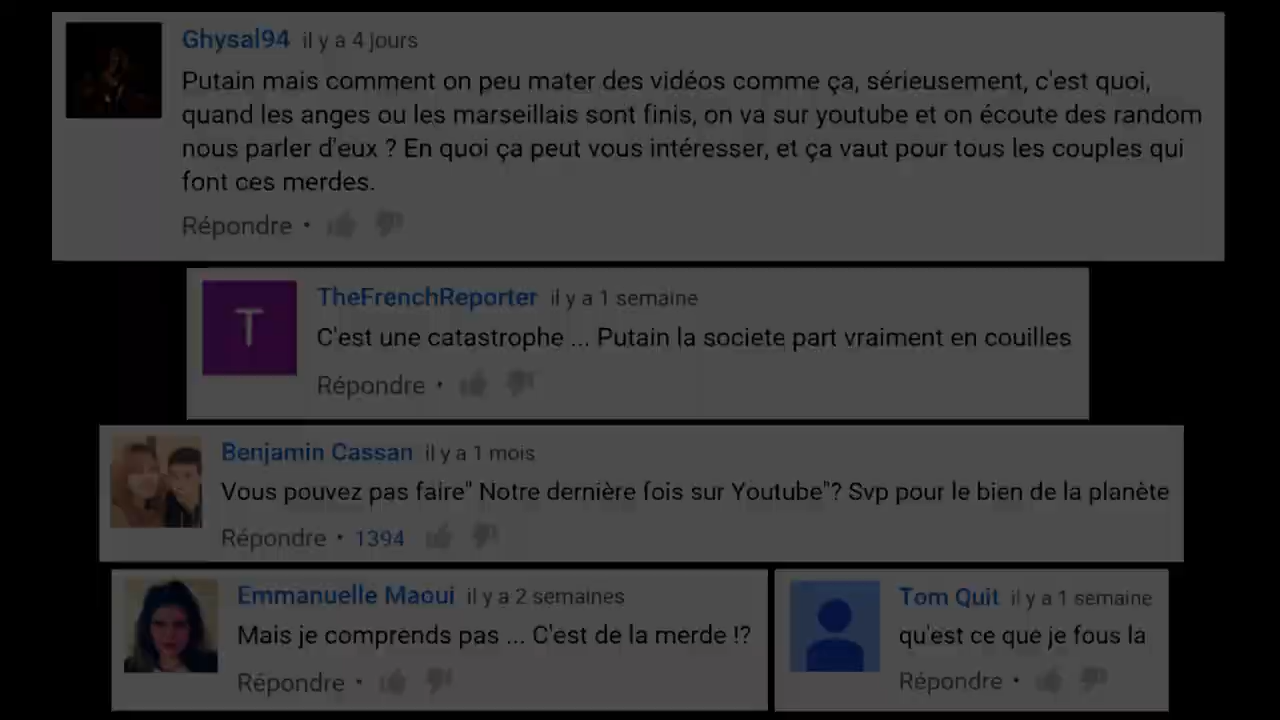 Ghysal94 il y a 4 jours
Putain mais comment on peu mater des vidéos comme ça, sérieusement, c'est quoi,
quand les anges ou les marseillais sont finis, on va sur youtube et on écoute des random
nous parler d'eux ? En quoi ça peut vous intéresser, et ça vaut pour tous les couples qui
font ces merdes.
Répondre •
T
TheFrenchReporter il y a 1 semaine
C'est une catastrophe ... Putain la societe part vraiment en couilles
Répondre •
Benjamin Cassan il y a 1 mois
Vous pouvez pas faire" Notre dernière fois sur Youtube"? Svp pour le bien de la planète
Répondre • 1394
Emmanuelle Maoui il y a 2 semaines
Mais je comprends pas ... C'est de la merde !?
Répondre •
Tom Quit il y a 1 semaine
qu'est ce que je fous la
Répondre •